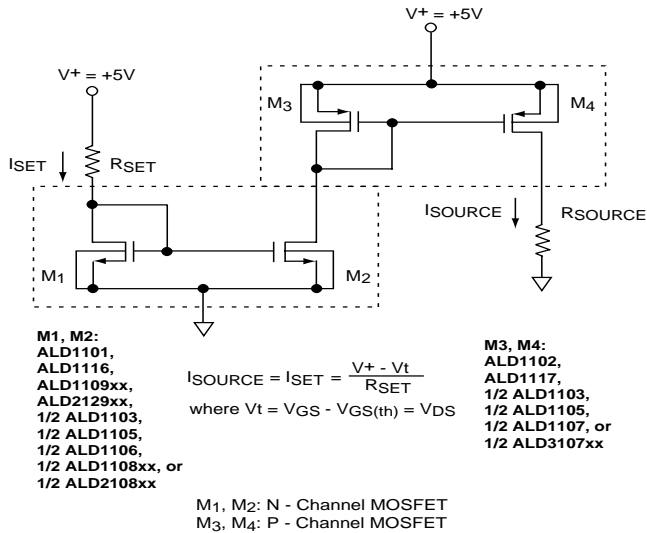 V+ = +5V
V+ = +5V
M3
M4
ISET
RSET
ISOURCE
RSOURCE
M1
M2
M1, M2:
ALD1101,
ALD1116,
ALD1109xx,
ALD2129xx,
1/2 ALD1103,
1/2 ALD1105,
1/2 ALD1106,
1/2 ALD1108xx, or
1/2 ALD2108xx
ISOURCE = ISET = V+ - Vt
RSET
where Vt = VGS - VGS(th) = VDS
M3, M4:
ALD1102,
ALD1117,
1/2 ALD1103,
1/2 ALD1105,
1/2 ALD1107, or
1/2 ALD3107xx
M1, M2: N - Channel MOSFET
M3, M4: P - Channel MOSFET